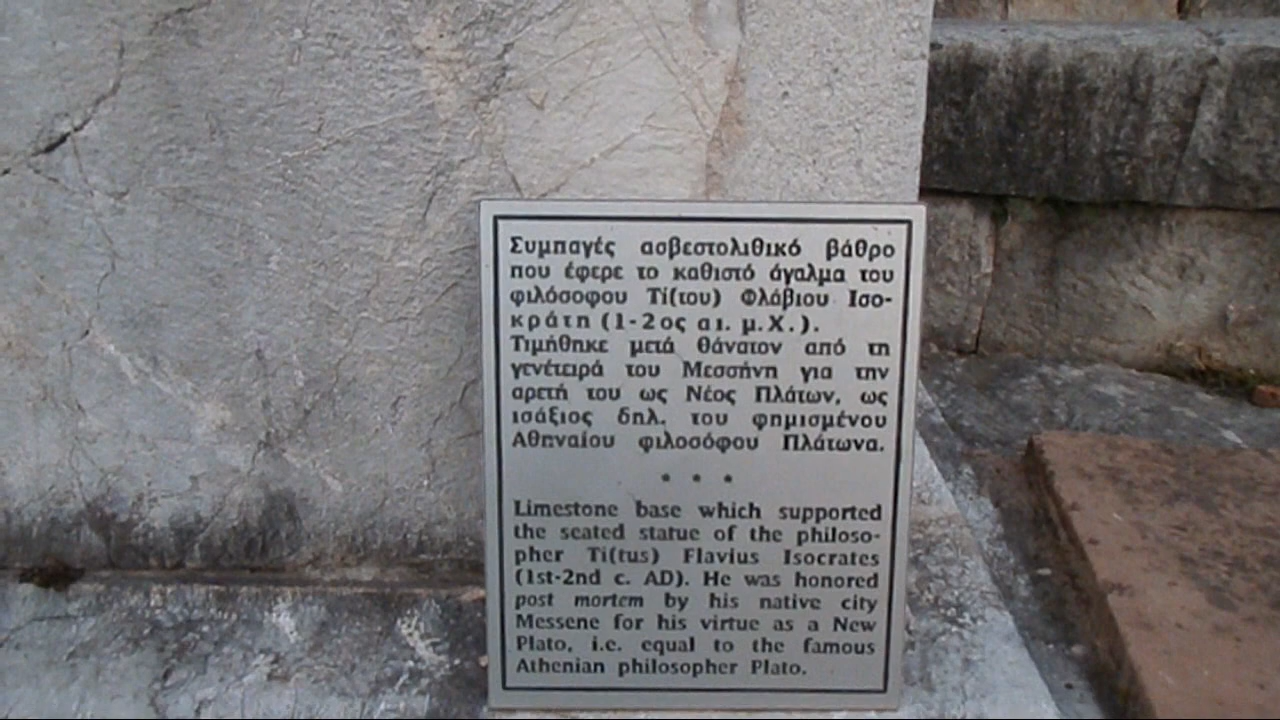 Συμπαγές ασβεστολιθικό βάθρο
που έφερε το καθιστό άγαλμα του
φιλόσοφου Τί(του) Φλάβιου Ισο-
κράτη (1-2ος αι. μ.Χ.).
Τιμήθηκε μετά θάνατον από τη
γενέτειρά του Μεσσήνη για την
αρετή του ως Νέος Πλάτων, ως
ισάξιος δηλ. του φημισμένου
Αθηναίου φιλοσόφου Πλάτωνα.
* * *
Limestone base which supported
the seated statue of the philoso-
pher Ti(tus) Flavius Isocrates
(1st-2nd c. AD). He was honored
post mortem by his native city
Messene for his virtue as a New
Plato, i.e. equal to the famous
Athenian philosopher Plato.